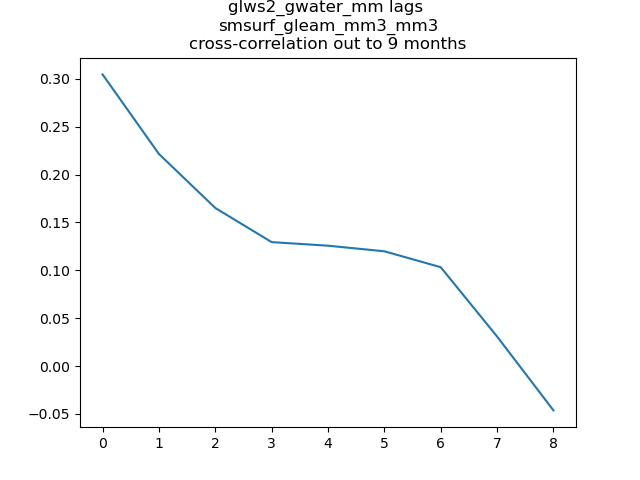 glws2_gwater_mm lags
smsurf_gleam_mm3_mm3
cross-correlation out to 9 months
0.30
0.25
0.20
0.15
0.10
0.05
0.00
−0.05
0 1 2 3 4 5 6 7 8